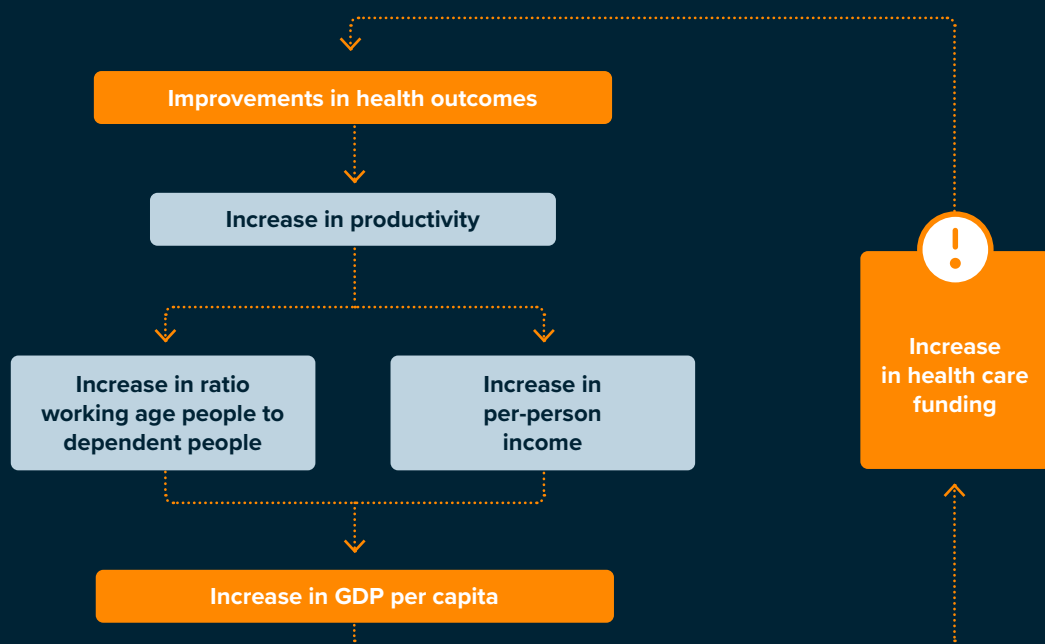 Improvements in health outcomes
Increase in productivity
Increase in ratio
working age people to
dependent people
Increase in
per-person
income
Increase
in health care
funding
Increase in GDP per capita